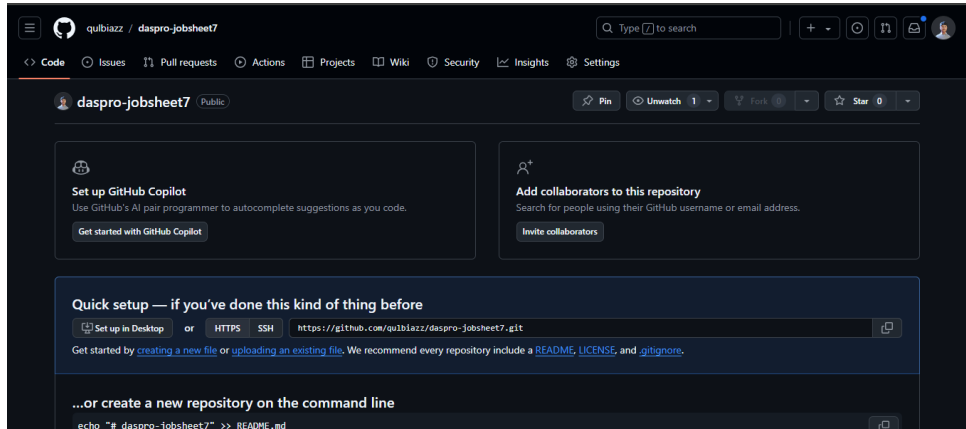 qulbiazz / daspro-jobsheet7
Type / to search
Code Issues Pull requests Actions Projects Wiki Security Insights Settings
daspro-jobsheet7 Public
Pin Unwatch 1 Fork 0 Star 0
Set up GitHub Copilot
Use GitHub's AI pair programmer to autocomplete suggestions as you code.
Get started with GitHub Copilot
Add collaborators to this repository
Search for people using their GitHub username or email address.
Invite collaborators
Quick setup — if you've done this kind of thing before
Set up in Desktop or HTTPS SSH https://github.com/qulbiazz/daspro-jobsheet7.git
Get started by creating a new file or uploading an existing file. We recommend every repository include a README, LICENSE, and .gitignore.
...or create a new repository on the command line
echo "# daspro-jobsheet7" >> README.md